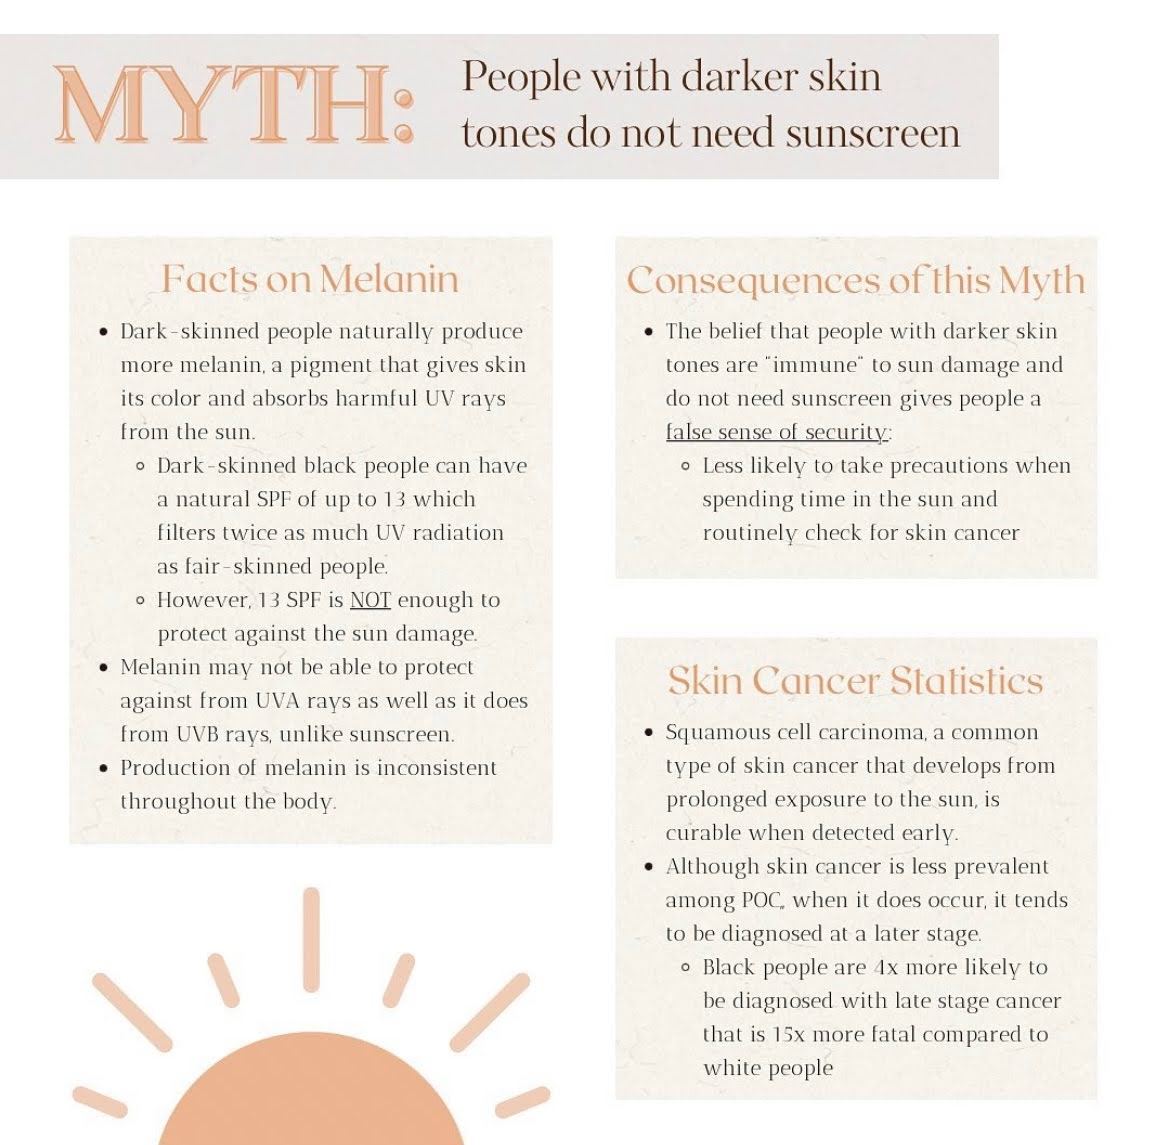 MYTH:
People with darker skin
tones do not need sunscreen
Facts on Melanin
• Dark-skinned people naturally produce
more melanin, a pigment that gives skin
its color and absorbs harmful UV rays
from the sun.
◦ Dark-skinned black people can have
a natural SPF of up to 13 which
filters twice as much UV radiation
as fair-skinned people.
◦ However, 13 SPF is NOT enough to
protect against the sun damage.
• Melanin may not be able to protect
against from UVA rays as well as it does
from UVB rays, unlike sunscreen.
• Production of melanin is inconsistent
throughout the body.
Consequences of this Myth
• The belief that people with darker skin
tones are "immune" to sun damage and
do not need sunscreen gives people a
false sense of security:
◦ Less likely to take precautions when
spending time in the sun and
routinely check for skin cancer
Skin Cancer Statistics
• Squamous cell carcinoma, a common
type of skin cancer that develops from
prolonged exposure to the sun, is
curable when detected early.
• Although skin cancer is less prevalent
among POC,, when it does occur, it tends
to be diagnosed at a later stage.
◦ Black people are 4x more likely to
be diagnosed with late stage cancer
that is 15x more fatal compared to
white people